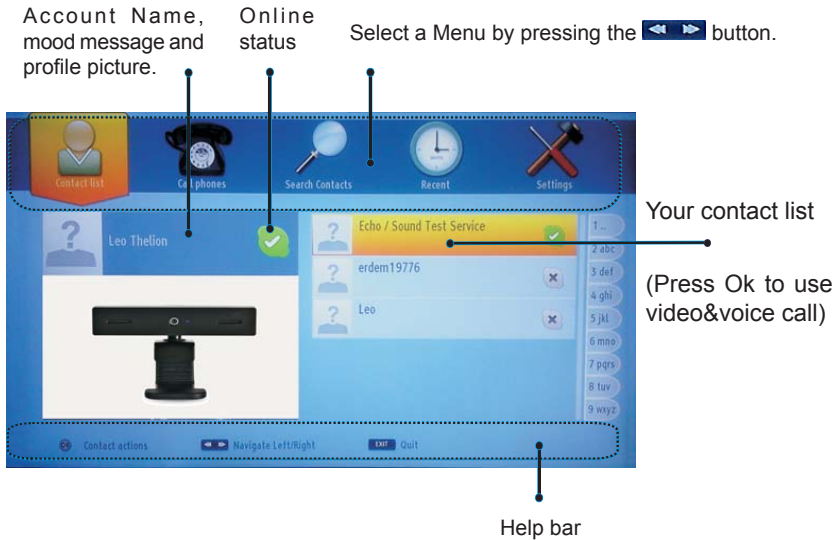 Account Name,
mood message and
profile picture.
Online
status
Select a Menu by pressing the button.
Contact list
Call phones
Search Contacts
Recent
Settings
Leo Thelion
Echo / Sound Test Service
erdem19776
Leo
1 ..
2 abc
3 def
4 ghi
5 jkl
6 mno
7 pqrs
8 tuv
9 wxyz
Your contact list
(Press Ok to use
video&voice call)
OK Contact actions
Navigate Left/Right
EXIT Quit
Help bar